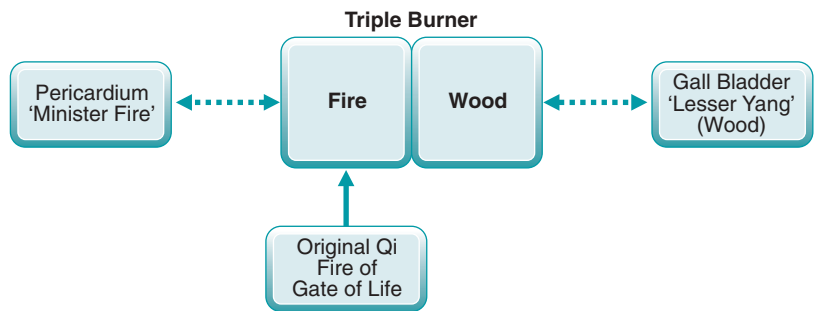 Triple Burner
Pericardium
‘Minister Fire’
Fire
Wood
Gall Bladder
‘Lesser Yang’
(Wood)
Original Qi
Fire of
Gate of Life